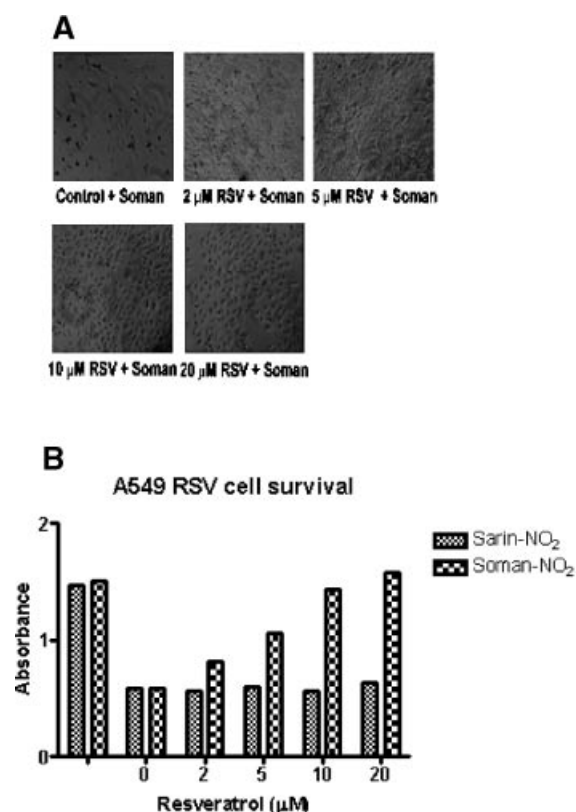 A
Control + Soman
2 µM RSV + Soman
5 µM RSV + Soman
10 µM RSV + Soman
20 µM RSV + Soman
B
A549 RSV cell survival
Sarin-NO₂
Soman-NO₂
Absorbance
2
1
0
0 2 5 10 20
Resveratrol (µM)